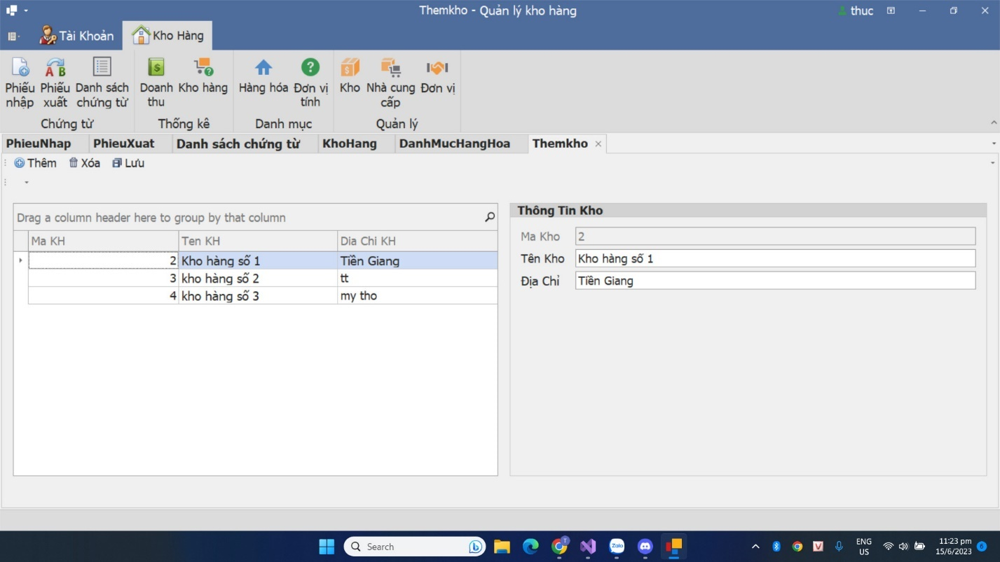 Themkho - Quản lý kho hàng
thuc
Tài Khoản
Kho Hàng
Phiếu nhập
Phiếu xuất
Danh sách chứng từ
Doanh thu
Kho hàng
Hàng hóa
Đơn vị tính
Kho
Nhà cung cấp
Đơn vị
Chứng từ
Thống kê
Danh mục
Quản lý
PhieuNhap
PhieuXuat
Danh sách chứng từ
KhoHang
DanhMucHangHoa
Themkho
Thêm
Xóa
Lưu
Drag a column header here to group by that column
Ma KH Ten KH Dia Chi KH
2 Kho hàng số 1 Tiền Giang
3 kho hàng số 2 tt
4 kho hàng số 3 my tho
Thông Tin Kho
Ma Kho 2
Tên Kho Kho hàng số 1
Địa Chỉ Tiền Giang
Search
Zalo
V
ENG
US
11:23 pm
15/6/2023
6